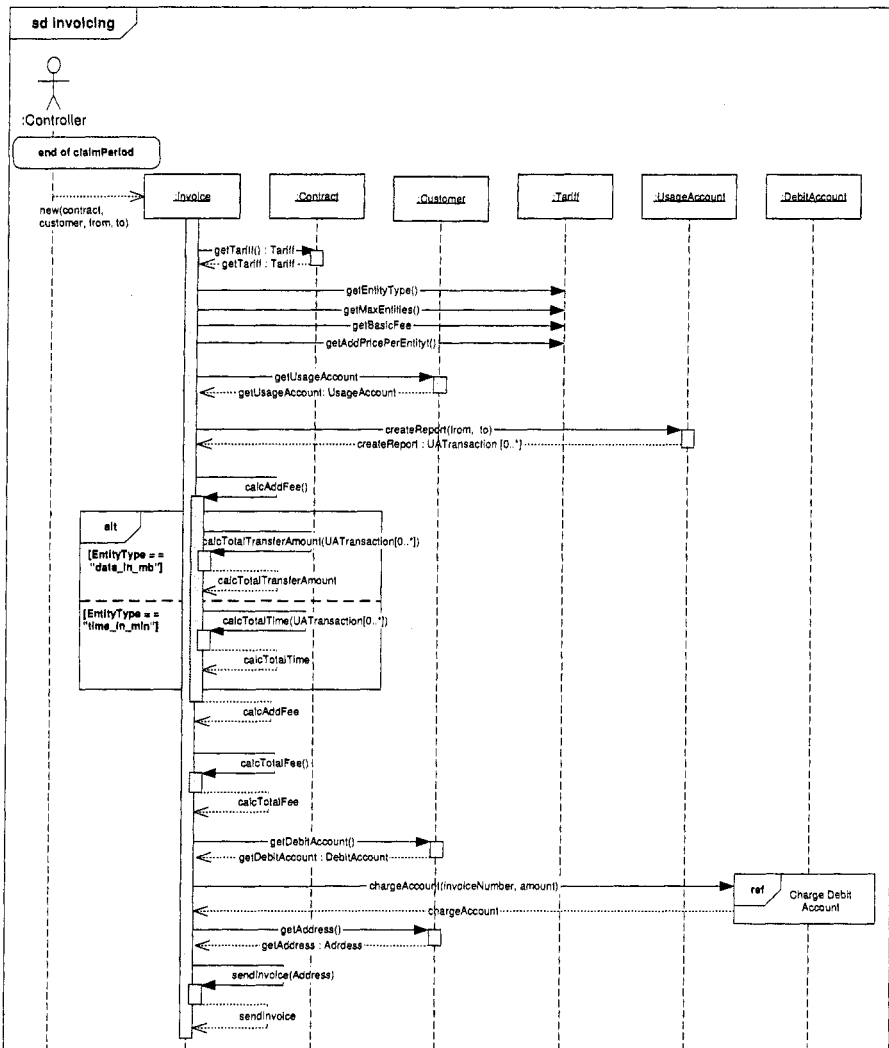 sd invoicing
:Controller
end of claimPeriod
:Invoice
:Contract
:Customer
:Tariff
:UsageAccount
:DebitAccount
new(contract,
customer, from, to)
getTariff() : Tariff
getTariff : Tariff
getEntityType()
getMaxEntities()
getBasicFee
getAddPricePerEntityt()
getUsageAccount
getUsageAccount: UsageAccount
createReport(from, to)
createReport : UATransaction [0..*]
calcAddFee()
alt
calcTotalTransferAmount(UATransaction[0..*])
[EntityType = =
"data_in_mb"]
calcTotalTransferAmount
[EntityType = =
"time_in_min"]
calcTotalTime(UATransaction[0..*])
calcTotalTime
calcAddFee
calcTotalFee()
calcTotalFee
getDebitAccount()
getDebitAccount : DebitAccount
chargeAccount(invoiceNumber, amount)
ref
Charge Debit
Account
chargeAccount
getAddress()
getAddress : Adrdess
sendInvoice(Address)
sendInvoice